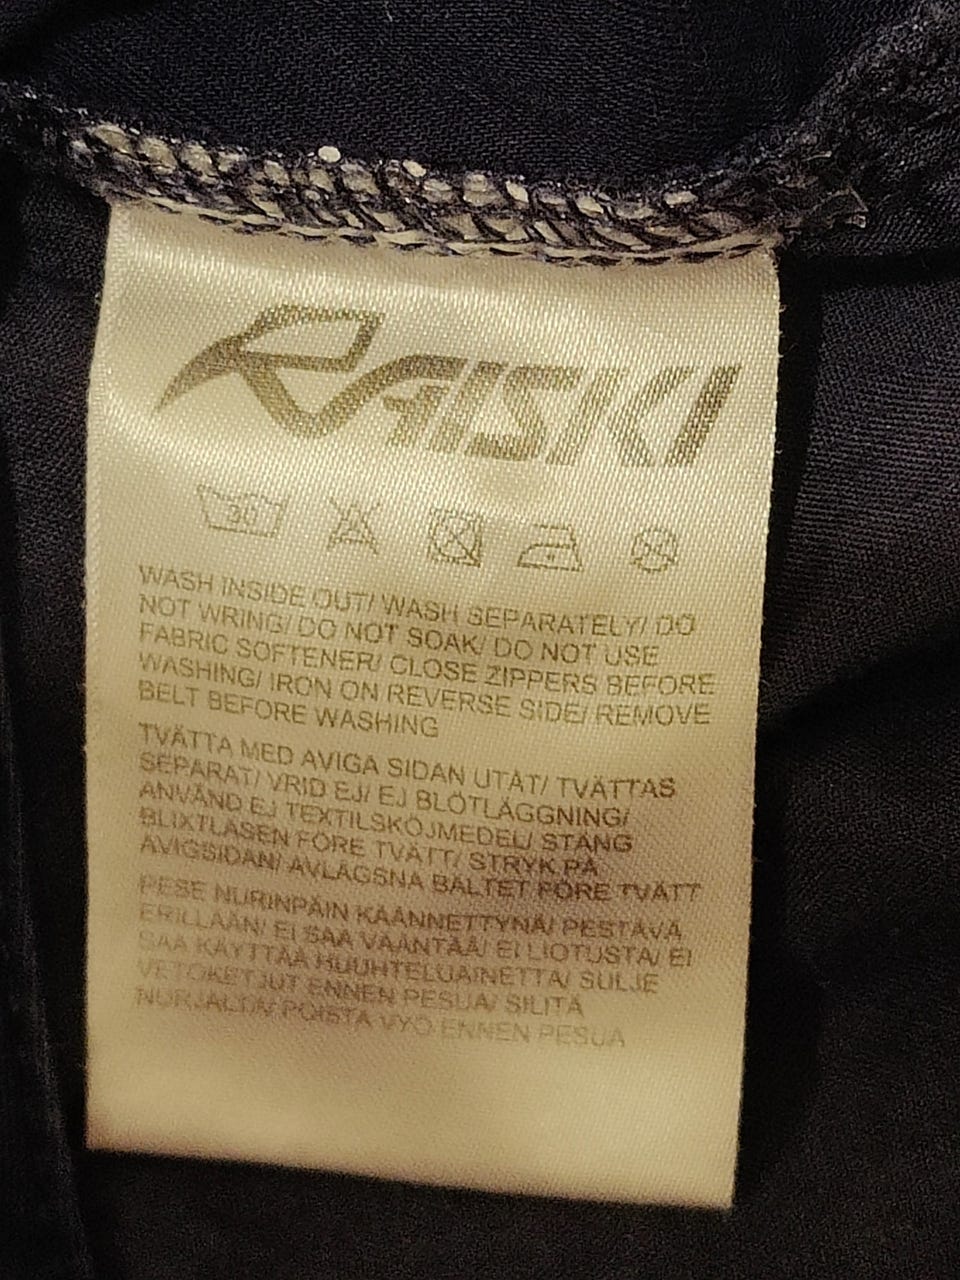 RAISKI
30
WASH INSIDE OUT/ WASH SEPARATELY/ DO
NOT WRING/ DO NOT SOAK/ DO NOT USE
FABRIC SOFTENER/ CLOSE ZIPPERS BEFORE
WASHING/ IRON ON REVERSE SIDE/ REMOVE
BELT BEFORE WASHING
TVÄTTA MED AVIGA SIDAN UTÅT/ TVÄTTAS
SEPARAT/ VRID EJ/ EJ BLÖTLÄGGNING/
ANVÄND EJ TEXTILSKÖJMEDEL/ STÄNG
BLIXTLÅSEN FÖRE TVÄTT/ STRYK PÅ
AVIGSIDAN/ AVLÄGSNA BÄLTET FÖRE TVÄTT
PESE NURINPÄIN KÄÄNNETTYNÄ/ PESTÄVÄ
ERILLÄÄN/ EI SAA VÄÄNTÄÄ/ EI LIOTUSTA/ EI
SAA KÄYTTÄÄ HUUHTELUAINETTA/ SULJE
VETOKETJUT ENNEN PESUA/ SILITÄ
NURJALTA/ POISTA VYÖ ENNEN PESUA